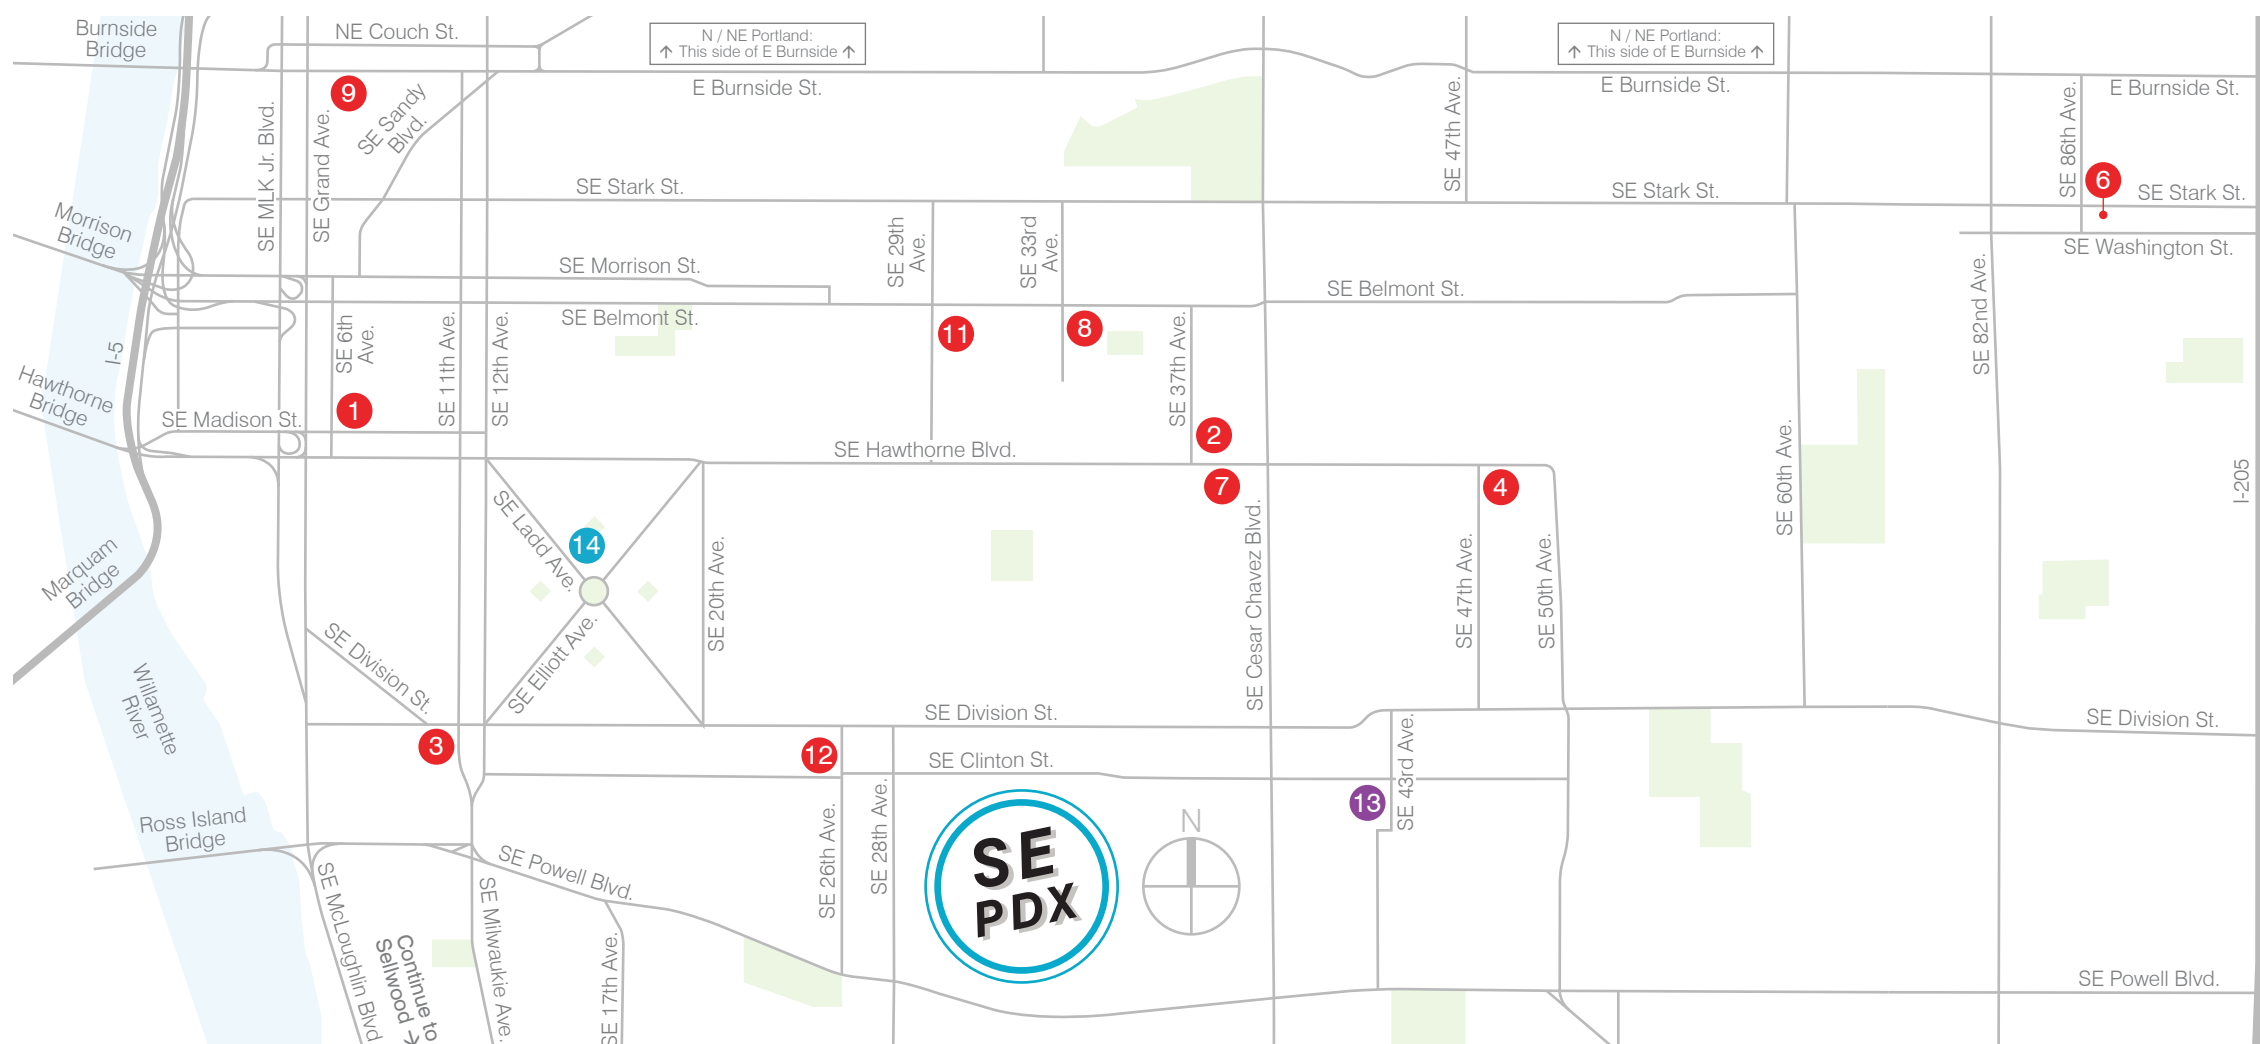 Burnside
Bridge
NE Couch St.
N / NE Portland:
↑ This side of E Burnside ↑
N / NE Portland:
↑ This side of E Burnside ↑
E Burnside St.
E Burnside St.
E Burnside St.
9
SE Sandy
Blvd.
SE MLK Jr. Blvd.
SE Grand Ave.
SE 47th Ave.
SE 86th Ave.
6
SE Stark St.
SE Stark St.
SE Stark St.
Morrison
Bridge
SE 29th
Ave.
SE 33rd
Ave.
SE Washington St.
SE Morrison St.
SE Belmont St.
SE Belmont St.
SE 82nd Ave.
I-5
SE 6th
Ave.
SE 11th Ave.
SE 12th Ave.
11
8
SE 37th Ave.
Hawthorne
Bridge
1
SE Madison St.
2
SE Hawthorne Blvd.
7
4
SE 60th Ave.
I-205
SE Ladd Ave.
14
SE Elliott Ave.
SE 20th Ave.
SE Cesar Chavez Blvd.
SE 47th Ave.
SE 50th Ave.
Marquam
Bridge
SE Division St.
Willamette
River
SE Division St.
SE Division St.
3
12
SE Clinton St.
SE 43rd Ave.
13
Ross Island
Bridge
SE 26th Ave.
SE 28th Ave.
SE
PDX
N
SE Powell Blvd.
SE McLoughlin Blvd
Continue to
Sellwood →
SE Milwaukie Ave.
SE 17th Ave.
SE Powell Blvd.